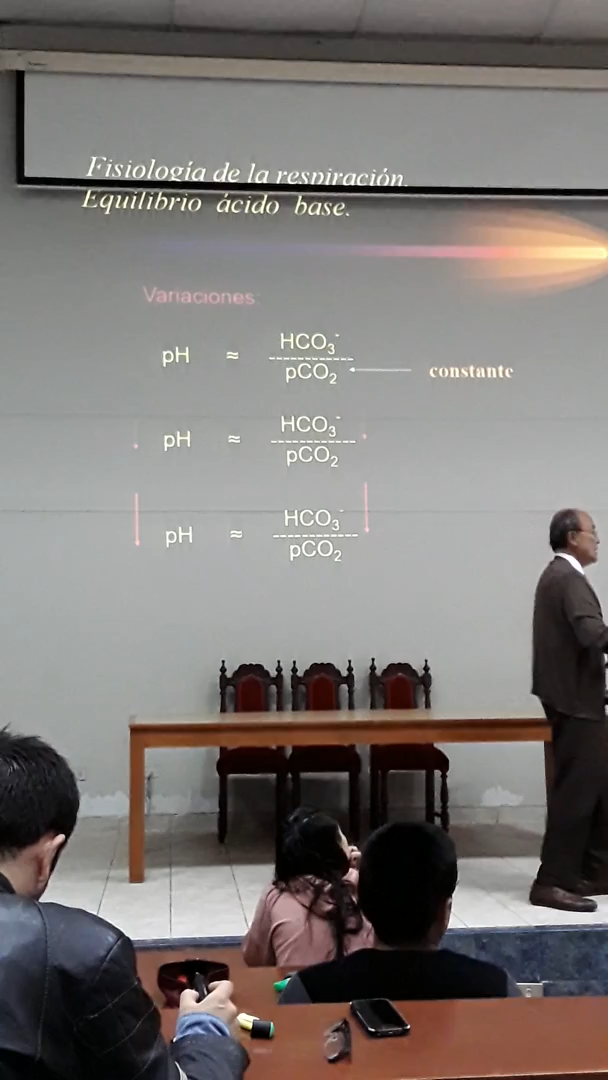 Fisiología de la respiración.
Equilibrio ácido base.
Variaciones
pH ≈ HCO₃⁻
pCO₂
constante
pH ≈ HCO₃⁻
pCO₂
pH ≈ HCO₃⁻
pCO₂